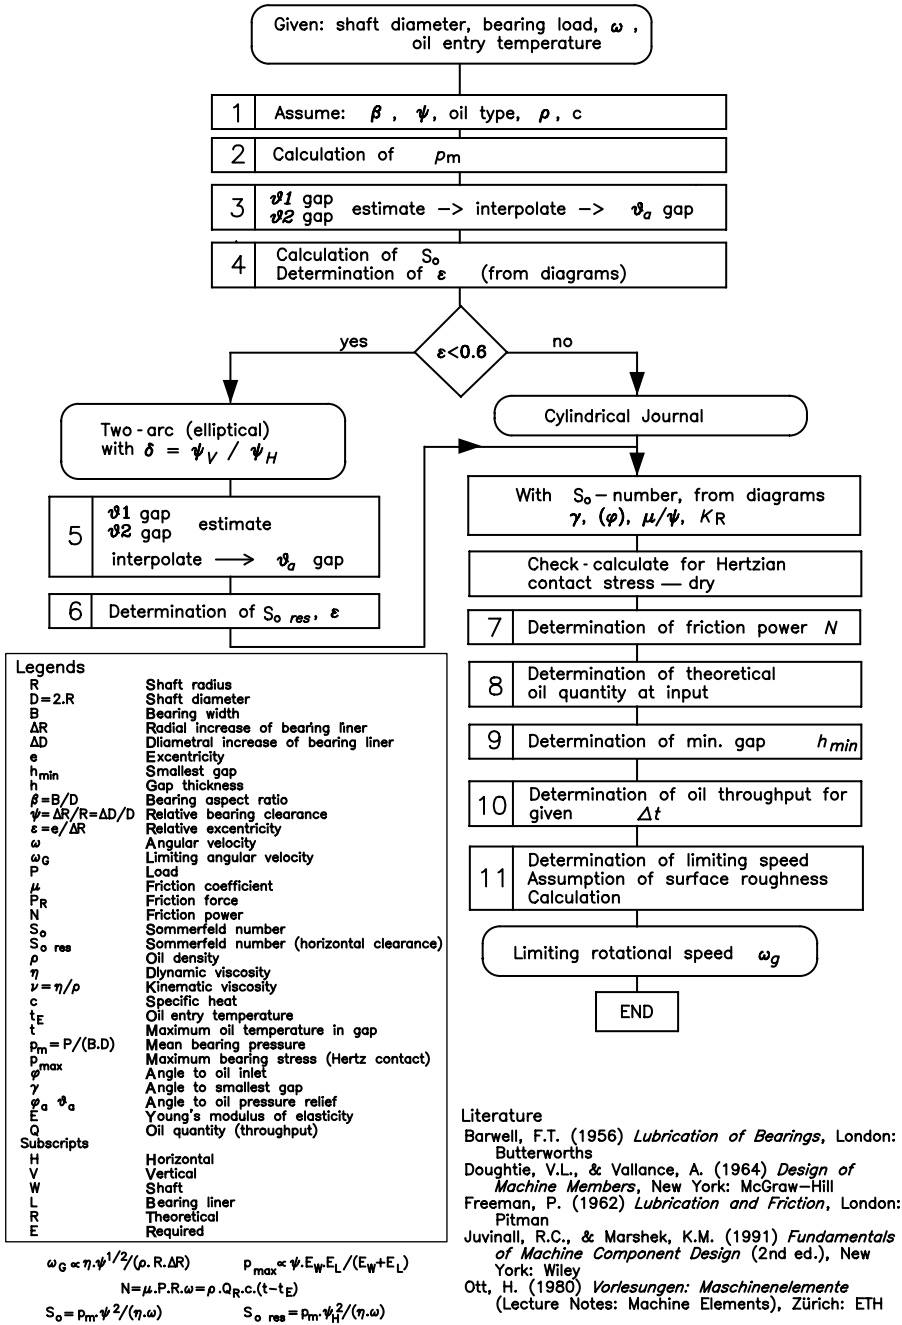 Given: shaft diameter, bearing load, ω ,
oil entry temperature
1 Assume: β , ψ, oil type, ρ , c
2 Calculation of pm
3 ϑ1 gap
ϑ2 gap estimate -> interpolate -> ϑa gap
4 Calculation of So
Determination of ε (from diagrams)
yes ε<0.6 no
Two-arc (elliptical)
with δ = ψV / ψH
5 ϑ1 gap
ϑ2 gap estimate
interpolate ⟶ ϑa gap
6 Determination of So res, ε
Cylindrical Journal
With So-number, from diagrams
γ, (φ), μ/ψ, KR
Check-calculate for Hertzian
contact stress — dry
7 Determination of friction power N
8 Determination of theoretical
oil quantity at input
9 Determination of min. gap hmin
10 Determination of oil throughput for
given Δt
11 Determination of limiting speed
Assumption of surface roughness
Calculation
Limiting rotational speed ωg
END
Legends
R Shaft radius
D=2.R Shaft diameter
B Bearing width
ΔR Radial increase of bearing liner
ΔD Dliametral increase of bearing liner
e Excentricity
hmin Smallest gap
h Gap thickness
β=B/D Bearing aspect ratio
ψ=ΔR/R=ΔD/D Relative bearing clearance
ε=e/ΔR Relative excentricity
ω Angular velocity
ωG Limiting angular velocity
P Load
μ Friction coefficient
PR Friction force
N Friction power
So Sommerfeld number
So res Sommerfeld number (horizontal clearance)
ρ Oil density
η Dlynamic viscosity
ν=η/ρ Kinematic viscosity
c Specific heat
tE Oil entry temperature
t Maximum oil temperature in gap
pm=P/(B.D) Mean bearing pressure
pmax Maximum bearing stress (Hertz contact)
φ Angle to oil inlet
γ Angle to smallest gap
φa ϑa Angle to oil pressure relief
E Young's modulus of elasticity
Q Oil quantity (throughput)
Subscripts
H Horizontal
V Vertical
W Shaft
L Bearing liner
R Theoretical
E Required
ωG ∝ η.ψ^1/2/(ρ.R.ΔR) pmax ∝ ψ.EW.EL/(EW+EL)
N=μ.P.R.ω=ρ.QR.c.(t-tE)
So=pm.ψ²/(η.ω) So res=pm.ψH²/(η.ω)
Literature
Barwell, F.T. (1956) Lubrication of Bearings, London:
Butterworths
Doughtie, V.L., & Vallance, A. (1964) Design of
Machine Members, New York: McGraw-Hill
Freeman, P. (1962) Lubrication and Friction, London:
Pitman
Juvinall, R.C., & Marshek, K.M. (1991) Fundamentals
of Machine Component Design (2nd ed.), New
York: Wiley
Ott, H. (1980) Vorlesungen: Maschinenelemente
(Lecture Notes: Machine Elements), Zürich: ETH